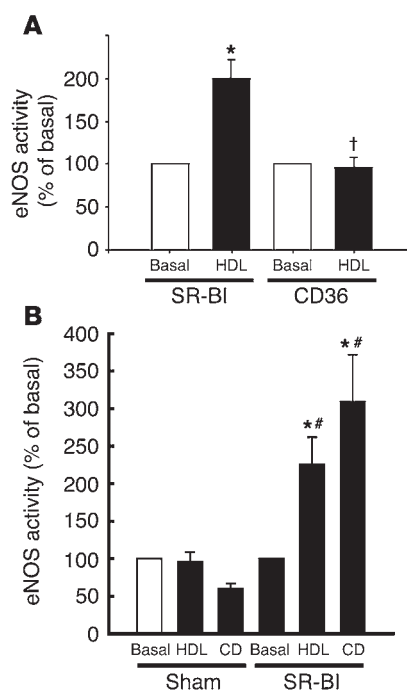 A
eNOS activity
(% of basal)
200
150
100
50
0
*
†
Basal HDL Basal HDL
SR-BI CD36
B
eNOS activity (% of basal)
400
350
300
250
200
150
100
50
0
*#
*#
Basal HDL CD Basal HDL CD
Sham SR-BI